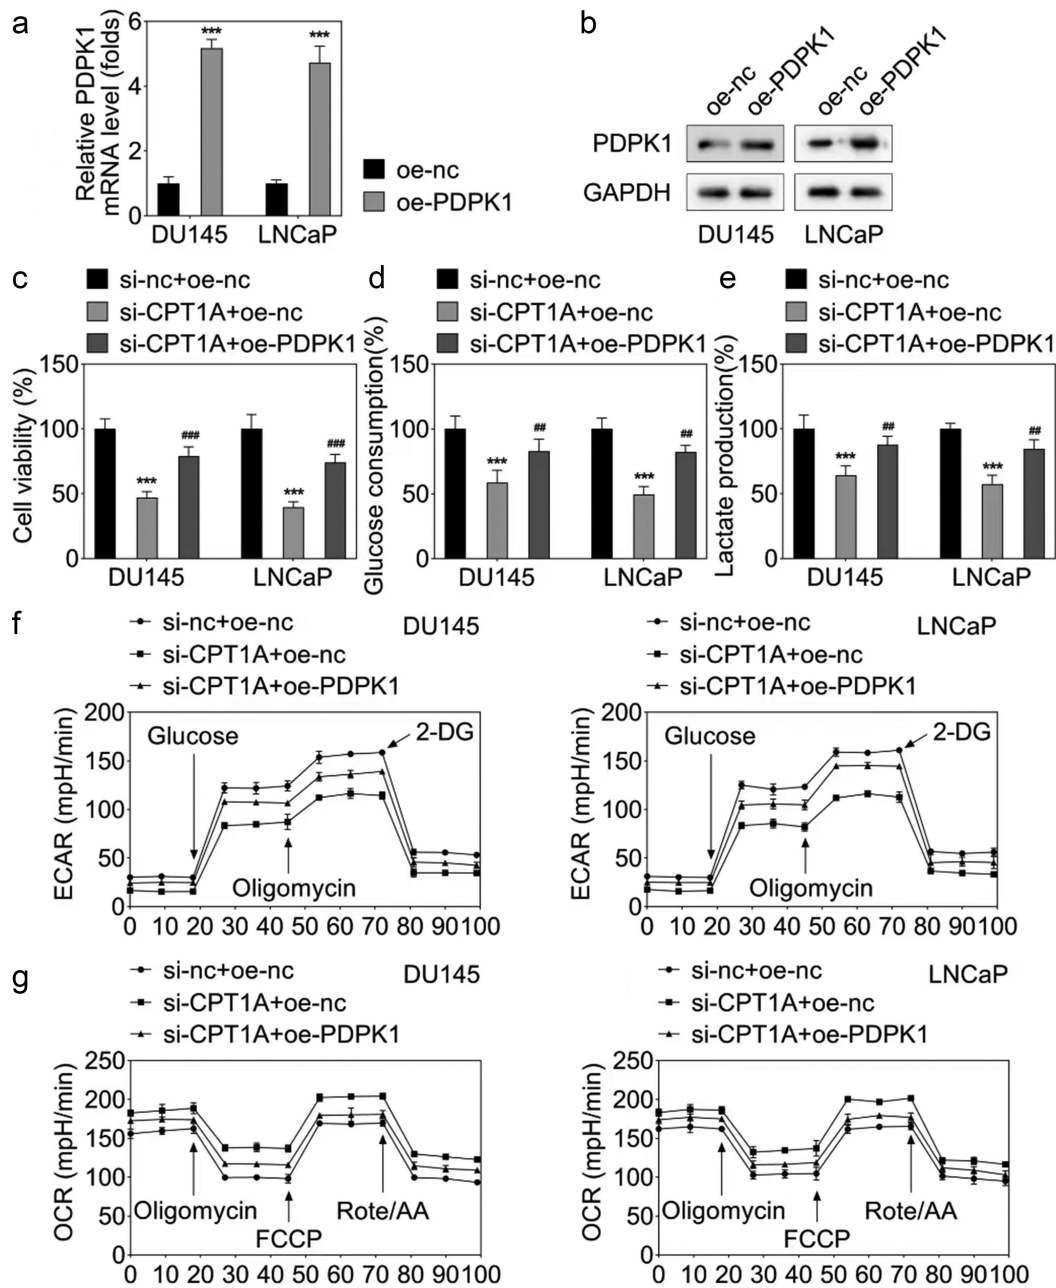 a
Relative PDPK1
mRNA level (folds)
6
4
2
0
***
***
DU145
LNCaP
oe-nc
oe-PDPK1
b
oe-nc
oe-PDPK1
oe-nc
oe-PDPK1
PDPK1
GAPDH
DU145
LNCaP
c
si-nc+oe-nc
si-CPT1A+oe-nc
si-CPT1A+oe-PDPK1
Cell viability (%)
150
100
50
0
***
###
***
###
DU145
LNCaP
d
si-nc+oe-nc
si-CPT1A+oe-nc
si-CPT1A+oe-PDPK1
Glucose consumption(%)
150
100
50
0
***
##
***
##
DU145
LNCaP
e
si-nc+oe-nc
si-CPT1A+oe-nc
si-CPT1A+oe-PDPK1
Lactate production(%)
150
100
50
0
***
##
***
##
DU145
LNCaP
f
si-nc+oe-nc
si-CPT1A+oe-nc
si-CPT1A+oe-PDPK1
DU145
ECAR (mpH/min)
200
150
100
50
0
Glucose
2-DG
Oligomycin
0 10 20 30 40 50 60 70 80 90 100
si-nc+oe-nc
si-CPT1A+oe-nc
si-CPT1A+oe-PDPK1
LNCaP
ECAR (mpH/min)
200
150
100
50
0
Glucose
2-DG
Oligomycin
0 10 20 30 40 50 60 70 80 90 100
g
si-nc+oe-nc
si-CPT1A+oe-nc
si-CPT1A+oe-PDPK1
DU145
OCR (mpH/min)
250
200
150
100
50
0
Oligomycin
FCCP
Rote/AA
0 10 20 30 40 50 60 70 80 90 100
si-nc+oe-nc
si-CPT1A+oe-nc
si-CPT1A+oe-PDPK1
LNCaP
OCR (mpH/min)
250
200
150
100
50
0
Oligomycin
FCCP
Rote/AA
0 10 20 30 40 50 60 70 80 90 100